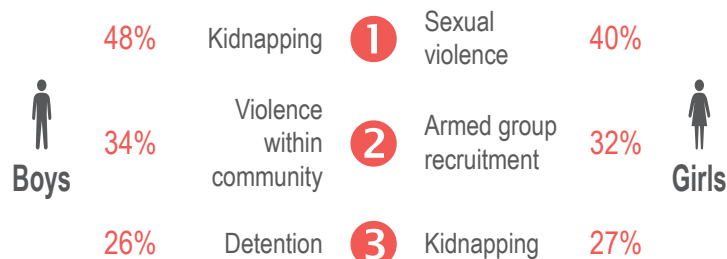 48% Kidnapping 1 Sexual violence 40%
Boys 34% Violence within community 2 Armed group recruitment 32% Girls
26% Detention 3 Kidnapping 27%